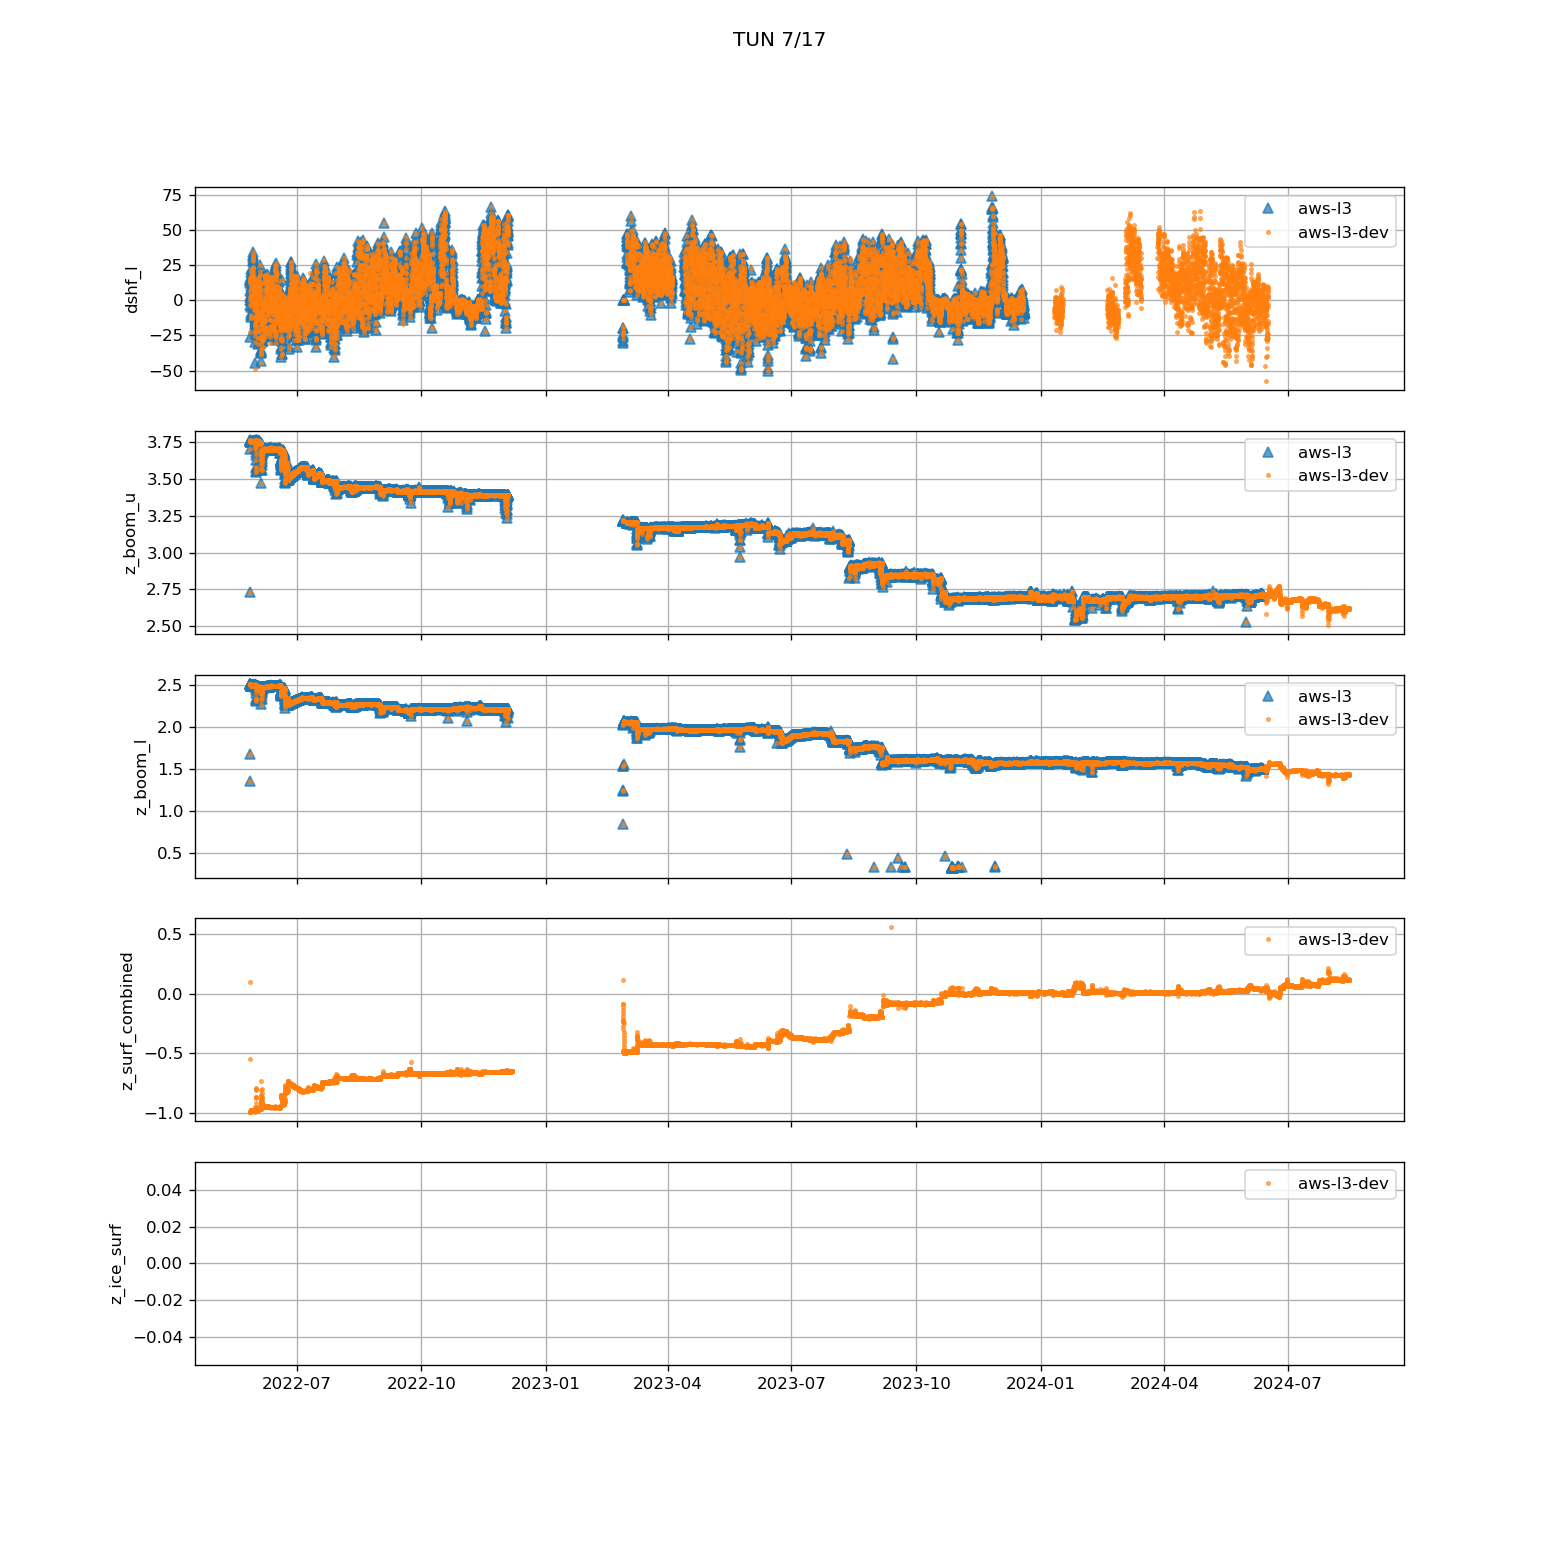 TUN 7/17
75
50
25
0
−25
−50
dshf_l
aws-l3
aws-l3-dev
3.75
3.50
3.25
3.00
2.75
2.50
z_boom_u
aws-l3
aws-l3-dev
2.5
2.0
1.5
1.0
0.5
z_boom_l
aws-l3
aws-l3-dev
0.5
0.0
−0.5
−1.0
z_surf_combined
aws-l3-dev
0.04
0.02
0.00
−0.02
−0.04
z_ice_surf
aws-l3-dev
2022-07 2022-10 2023-01 2023-04 2023-07 2023-10 2024-01 2024-04 2024-07